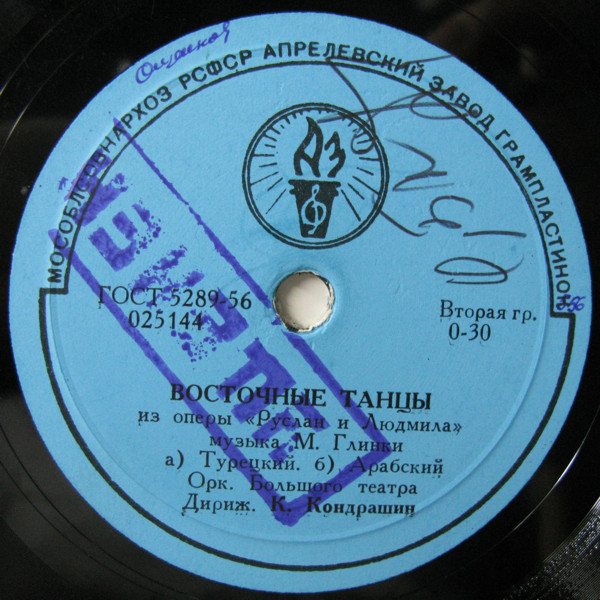 МОСОБЛСОВНАРХОЗ РСФСР АПРЕЛЕВСКИЙ ЗАВОД ГРАМПЛАСТИНОК
АЗ
ГОСТ 5289-56
025144
Вторая гр.
0-30
ВОСТОЧНЫЕ ТАНЦЫ
из оперы «Руслан и Людмила»
музыка М. Глинки
а) Турецкий. б) Арабский
Орк. Большого театра
Дириж. К. Кондрашин